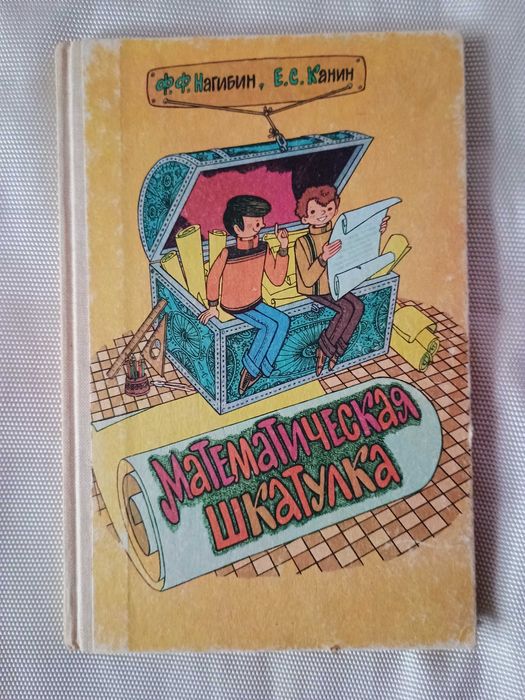 Ф.Ф. Нагибин, Е.С. Канин
Математическая
шкатулка